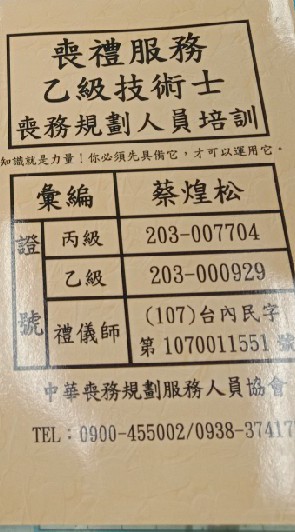 喪禮服務
乙級技術士
喪務規劃人員培訓
知識就是力量！你必須先具備它，才可以運用它。
彙編 蔡煌松
證號 丙級 203-007704
乙級 203-000929
禮儀師 (107)台內民字
第1070011551號
中華喪務規劃服務人員協會
TEL：0900-455002/0938-37417